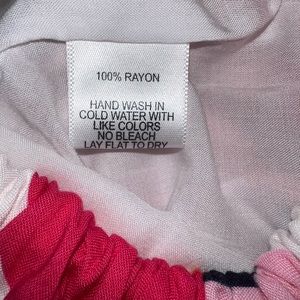 100% RAYON
HAND WASH IN
COLD WATER WITH
LIKE COLORS
NO BLEACH
LAY FLAT TO DRY